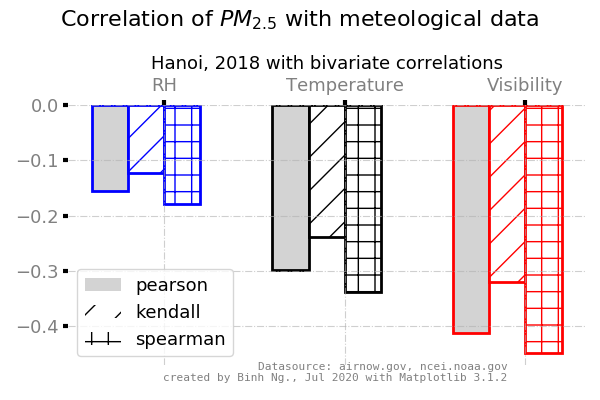 Correlation of PM2.5 with meteological data
Hanoi, 2018 with bivariate correlations
RH Temperature Visibility
0.0
−0.1
−0.2
−0.3
−0.4
pearson
kendall
spearman
Datasource: airnow.gov, ncei.noaa.gov
created by Binh Ng., Jul 2020 with Matplotlib 3.1.2